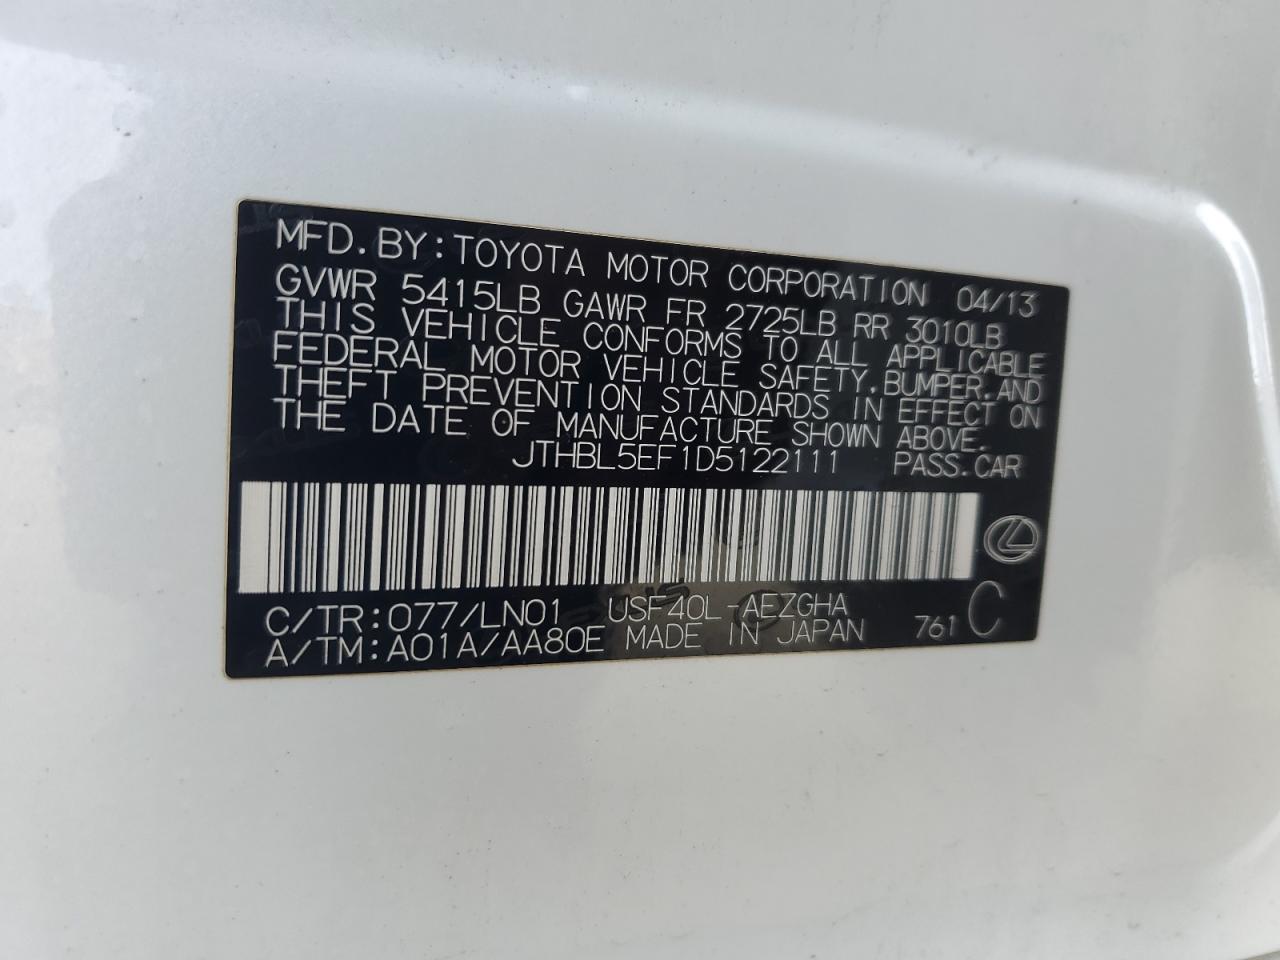 MFD. BY: TOYOTA MOTOR CORPORATION 04/13
GVWR 5415LB GAWR FR 2725LB RR 3010LB
THIS VEHICLE CONFORMS TO ALL APPLICABLE
FEDERAL MOTOR VEHICLE SAFETY, BUMPER, AND
THEFT PREVENTION STANDARDS IN EFFECT ON
THE DATE OF MANUFACTURE SHOWN ABOVE.
JTHBL5EF1D5122111 PASS.CAR
C/TR:077/LN01 USF40L-AEZGHA
A/TM:A01A/AA80E MADE IN JAPAN 761 C